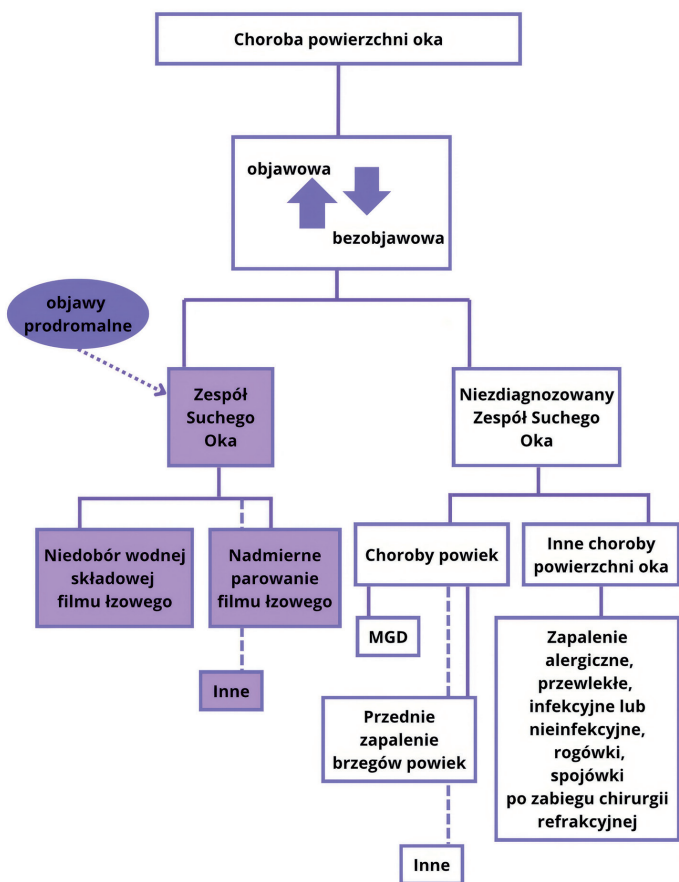 Choroba powierzchni oka
objawowa
bezobjawowa
objawy
prodromalne
Zespół
Suchego
Oka
Niezdiagnozowany
Zespół Suchego
Oka
Niedobór wodnej
składowej
filmu łzowego
Nadmierne
parowanie
filmu łzowego
Inne
Choroby powiek
Inne choroby
powierzchni oka
MGD
Przednie
zapalenie
brzegów powiek
Inne
Zapalenie
alergiczne,
przewlekłe,
infekcyjne lub
nieinfekcyjne,
rogówki,
spojówki
po zabiegu chirurgii
refrakcyjnej